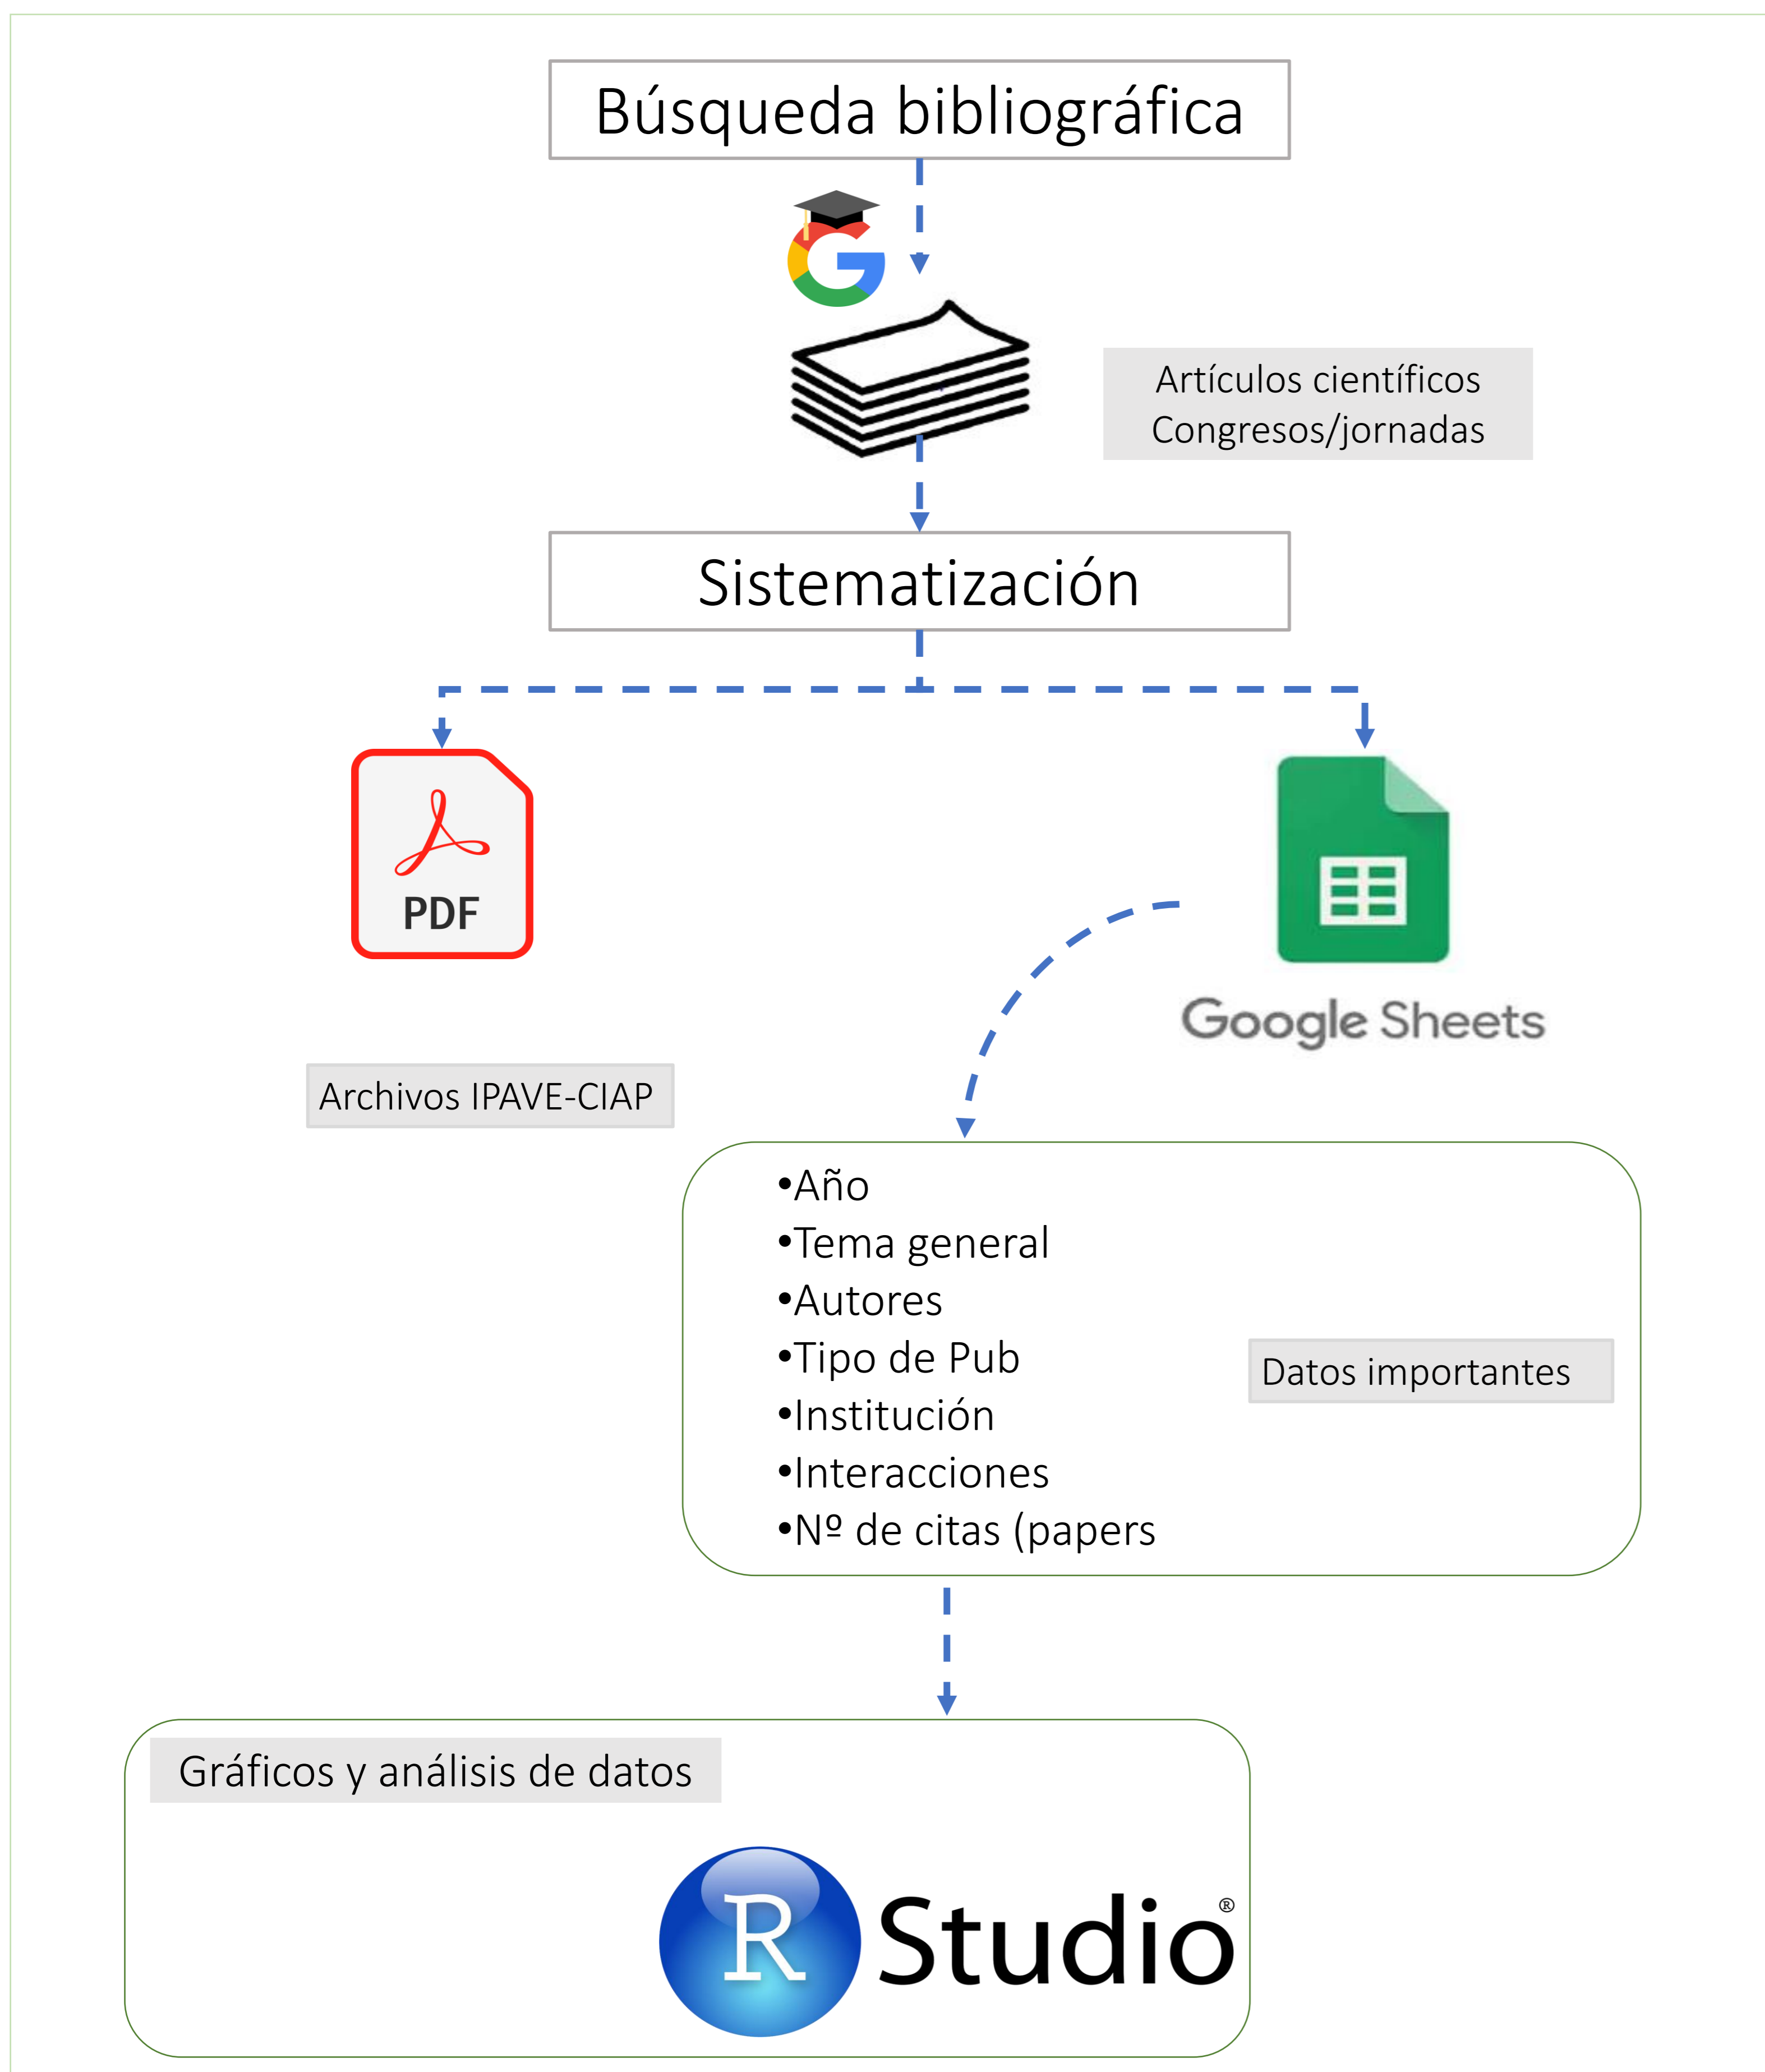 Búsqueda bibliográfica
Artículos científicos
Congresos/jornadas
Sistematización
PDF
Google Sheets
Archivos IPAVE-CIAP
•Año
•Tema general
•Autores
•Tipo de Pub
•Institución
•Interacciones
•Nº de citas (papers
Datos importantes
Gráficos y análisis de datos
R Studio®